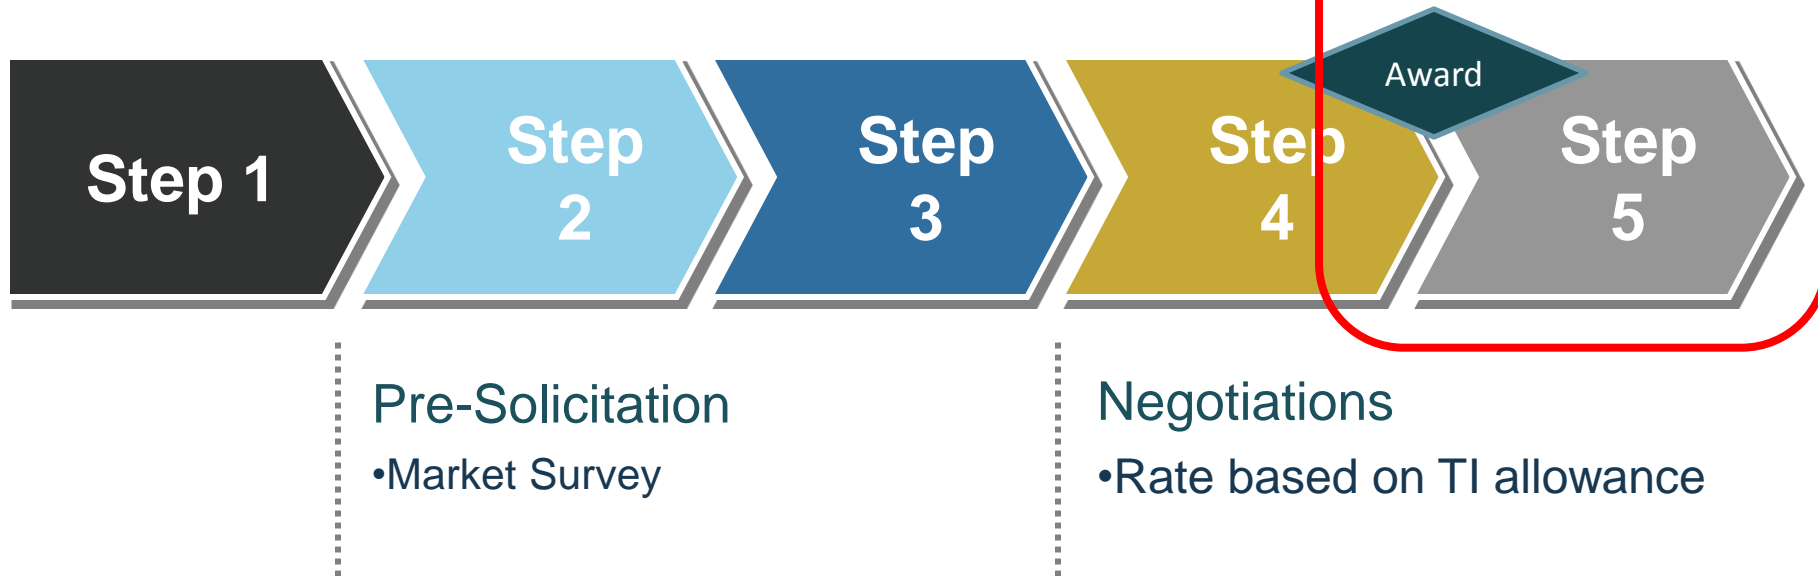 Award
Step 1
Step
2
Step
3
Step
4
Step
5
Pre-Solicitation
•Market Survey
Negotiations
•Rate based on TI allowance